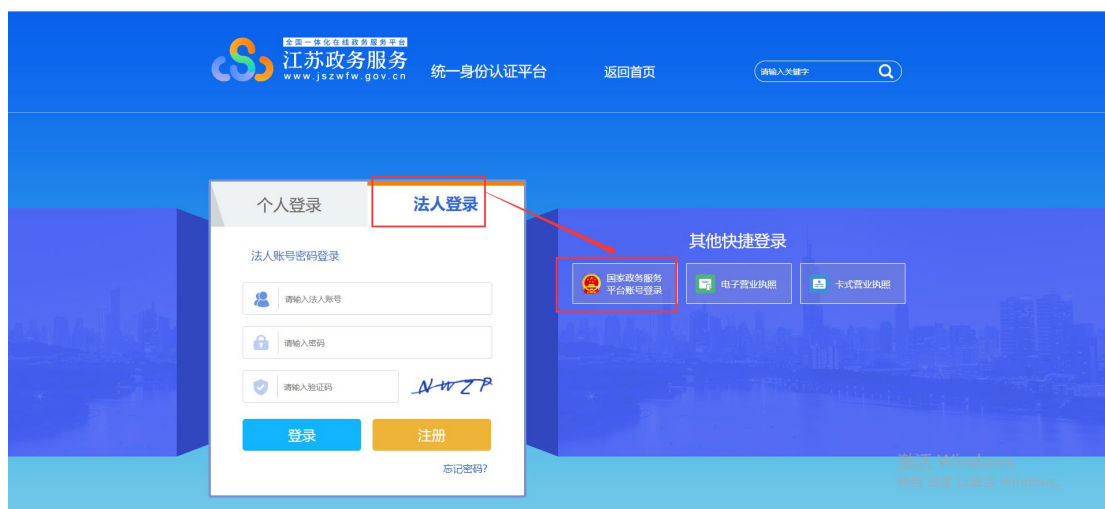 全国一体化在线政务服务平台
江苏政务服务
www.jszwfw.gov.cn
统一身份认证平台
返回首页
请输入关键字
个人登录
法人登录
法人账号密码登录
请输入法人账号
请输入密码
请输入验证码
NWZP
登录
注册
忘记密码?
其他快捷登录
国家政务服务
平台账号登录
电子营业执照
卡式营业执照
激活 Windows